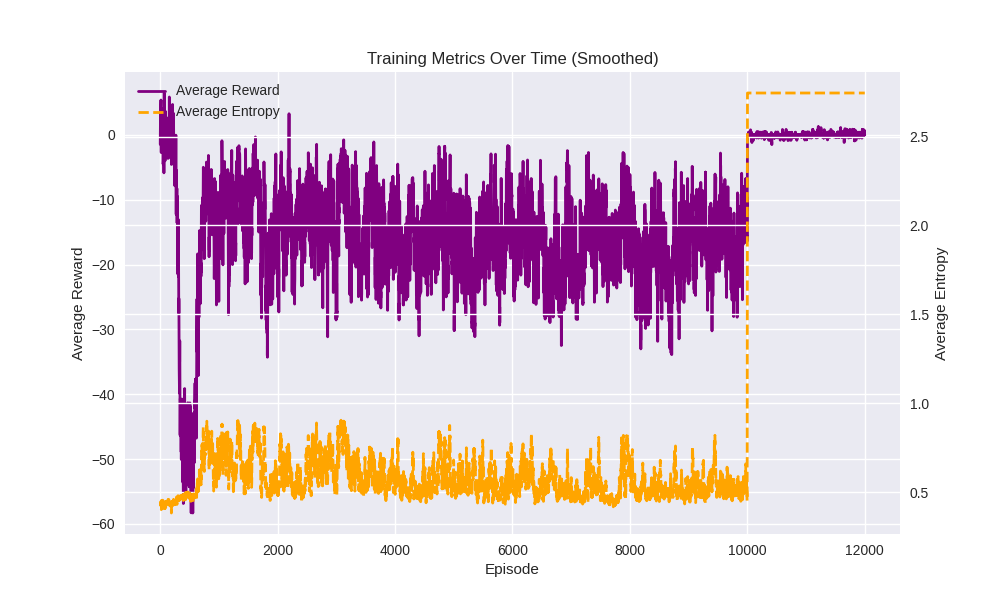 Training Metrics Over Time (Smoothed)
Average Reward
Average Entropy
0
−10
−20
−30
−40
−50
−60
Average Reward
2.5
2.0
1.5
1.0
0.5
Average Entropy
0 2000 4000 6000 8000 10000 12000
Episode